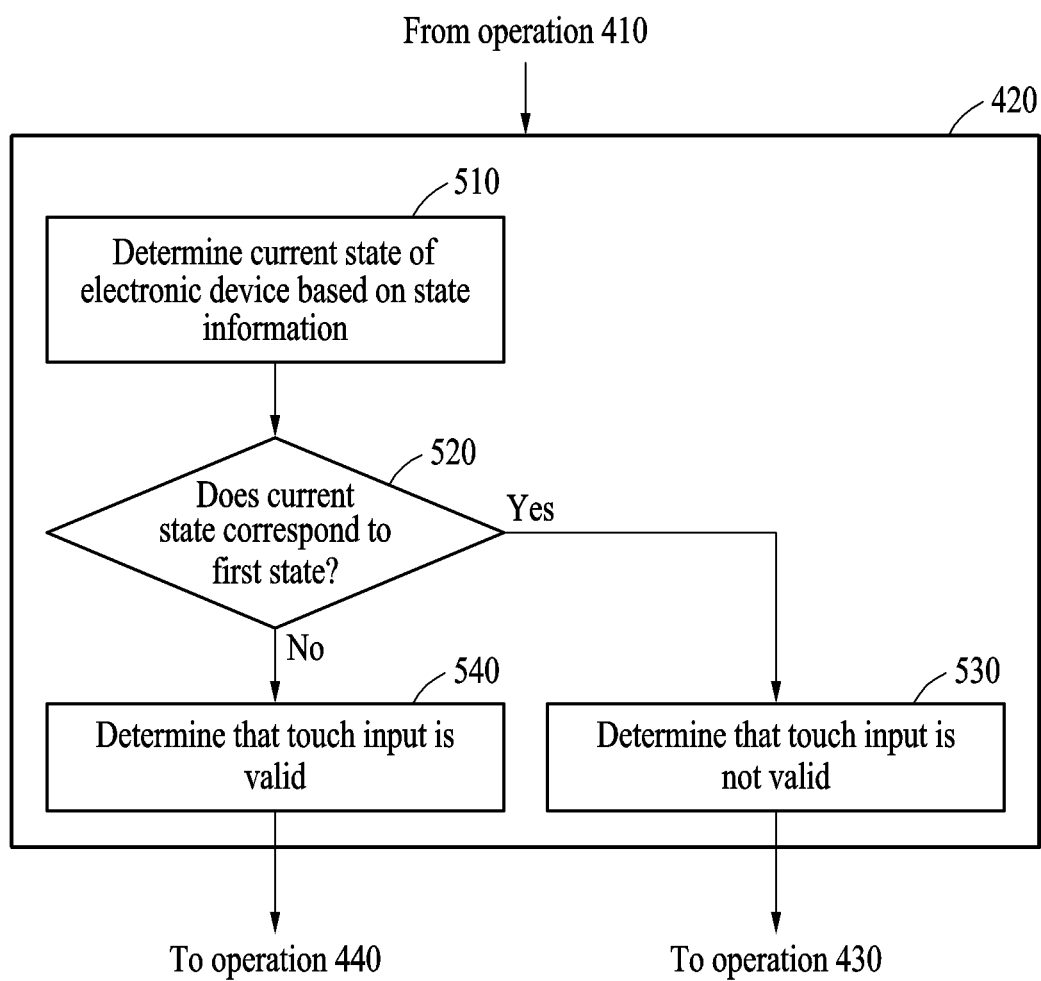 From operation 410
420
510
Determine current state of
electronic device based on state
information
520
Does current
state correspond to
first state?
Yes
No
540
Determine that touch input is
valid
530
Determine that touch input is
not valid
To operation 440
To operation 430